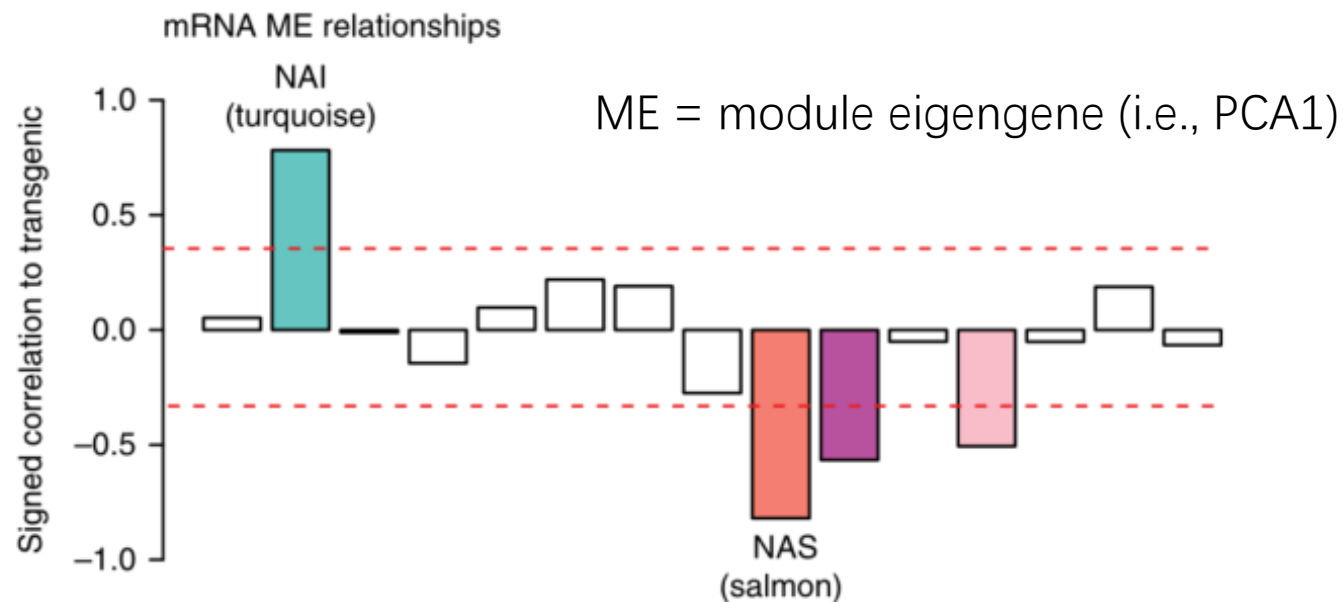 mRNA ME relationships
NAI
(turquoise)
ME = module eigengene (i.e., PCA1)
Signed correlation to transgenic
1.0
0.5
0.0
−0.5
−1.0
NAS
(salmon)